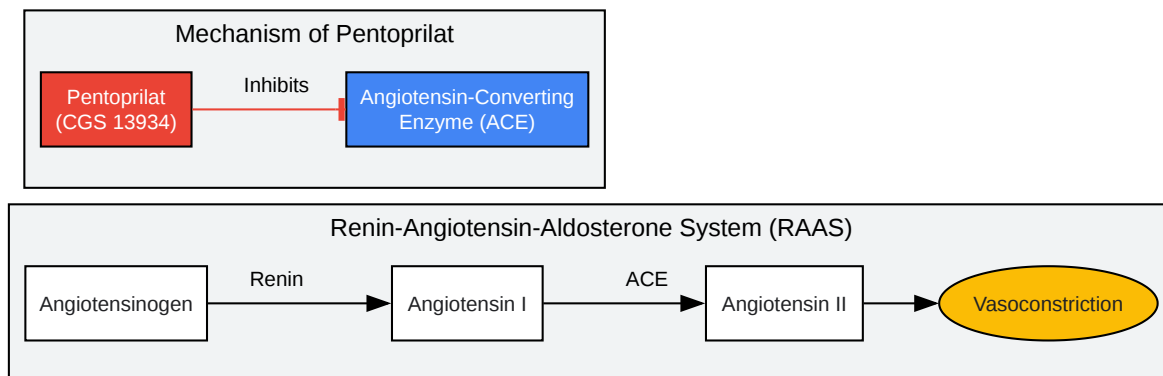 Mechanism of Pentoprilat
Pentoprilat
(CGS 13934)
Inhibits
Angiotensin-Converting
Enzyme (ACE)
Renin-Angiotensin-Aldosterone System (RAAS)
Angiotensinogen
Renin
Angiotensin I
ACE
Angiotensin II
Vasoconstriction